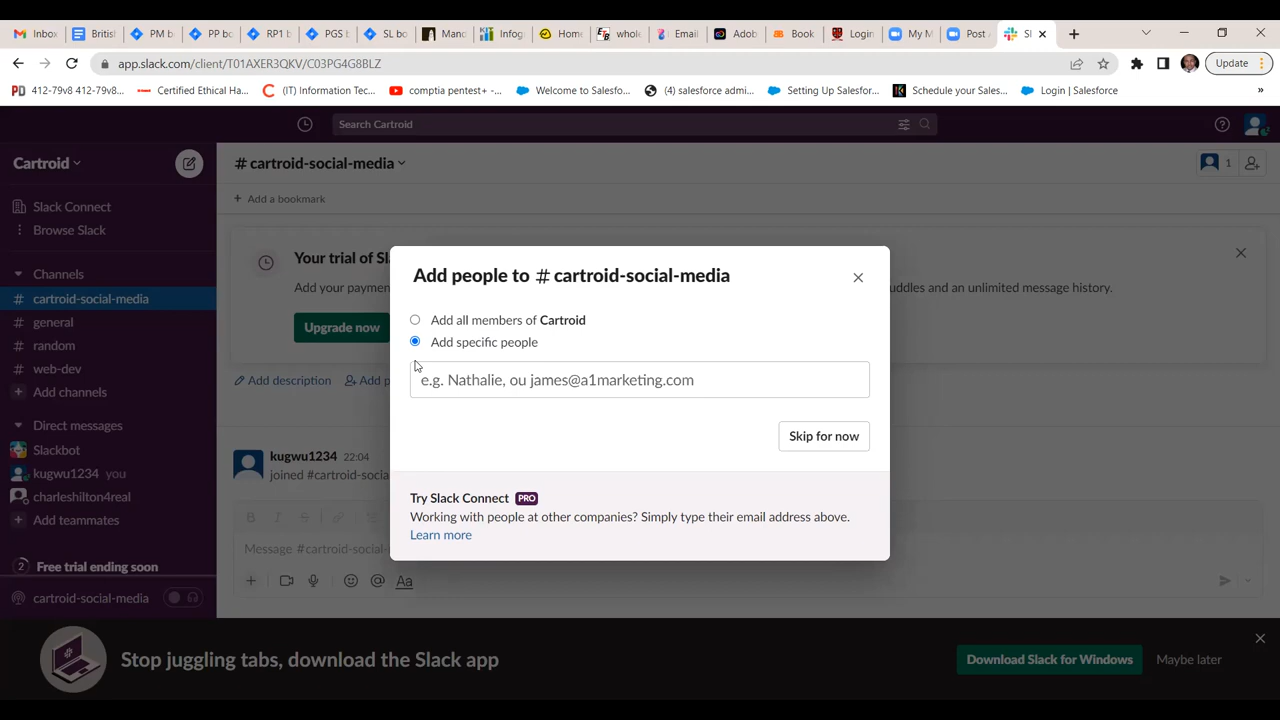 Inbox
British
PM b
PP bo
RP1 b
PGS b
SL bo
Mano
Infog
Home
whole
Email
Adob
Book
Login
My M
Post
Sl
app.slack.com/client/T01AXER3QKV/C03PG4G8BLZ
Update
412-79v8 412-79v8...
Certified Ethical Ha...
(IT) Information Tec...
comptia pentest+ -...
Welcome to Salesfo...
(4) salesforce admi...
Setting Up Salesfor...
Schedule your Sales...
Login | Salesforce
»
Search Cartroid
Cartroid
# cartroid-social-media
1
Slack Connect
+ Add a bookmark
Browse Slack
Your trial of Sl
Channels
Add your paymen
uddles and an unlimited message history.
# cartroid-social-media
# general
Upgrade now
# random
# web-dev
Add description
Add p
Add channels
Direct messages
Slackbot
kugwu1234 you
charleshilton4real
Add teammates
kugwu1234 22:04
joined #cartroid-socia
Message #cartroid-social-
2 Free trial ending soon
cartroid-social-media
Add people to # cartroid-social-media
Add all members of Cartroid
Add specific people
e.g. Nathalie, ou james@a1marketing.com
Skip for now
Try Slack Connect PRO
Working with people at other companies? Simply type their email address above.
Learn more
Aa
Stop juggling tabs, download the Slack app
Download Slack for Windows
Maybe later